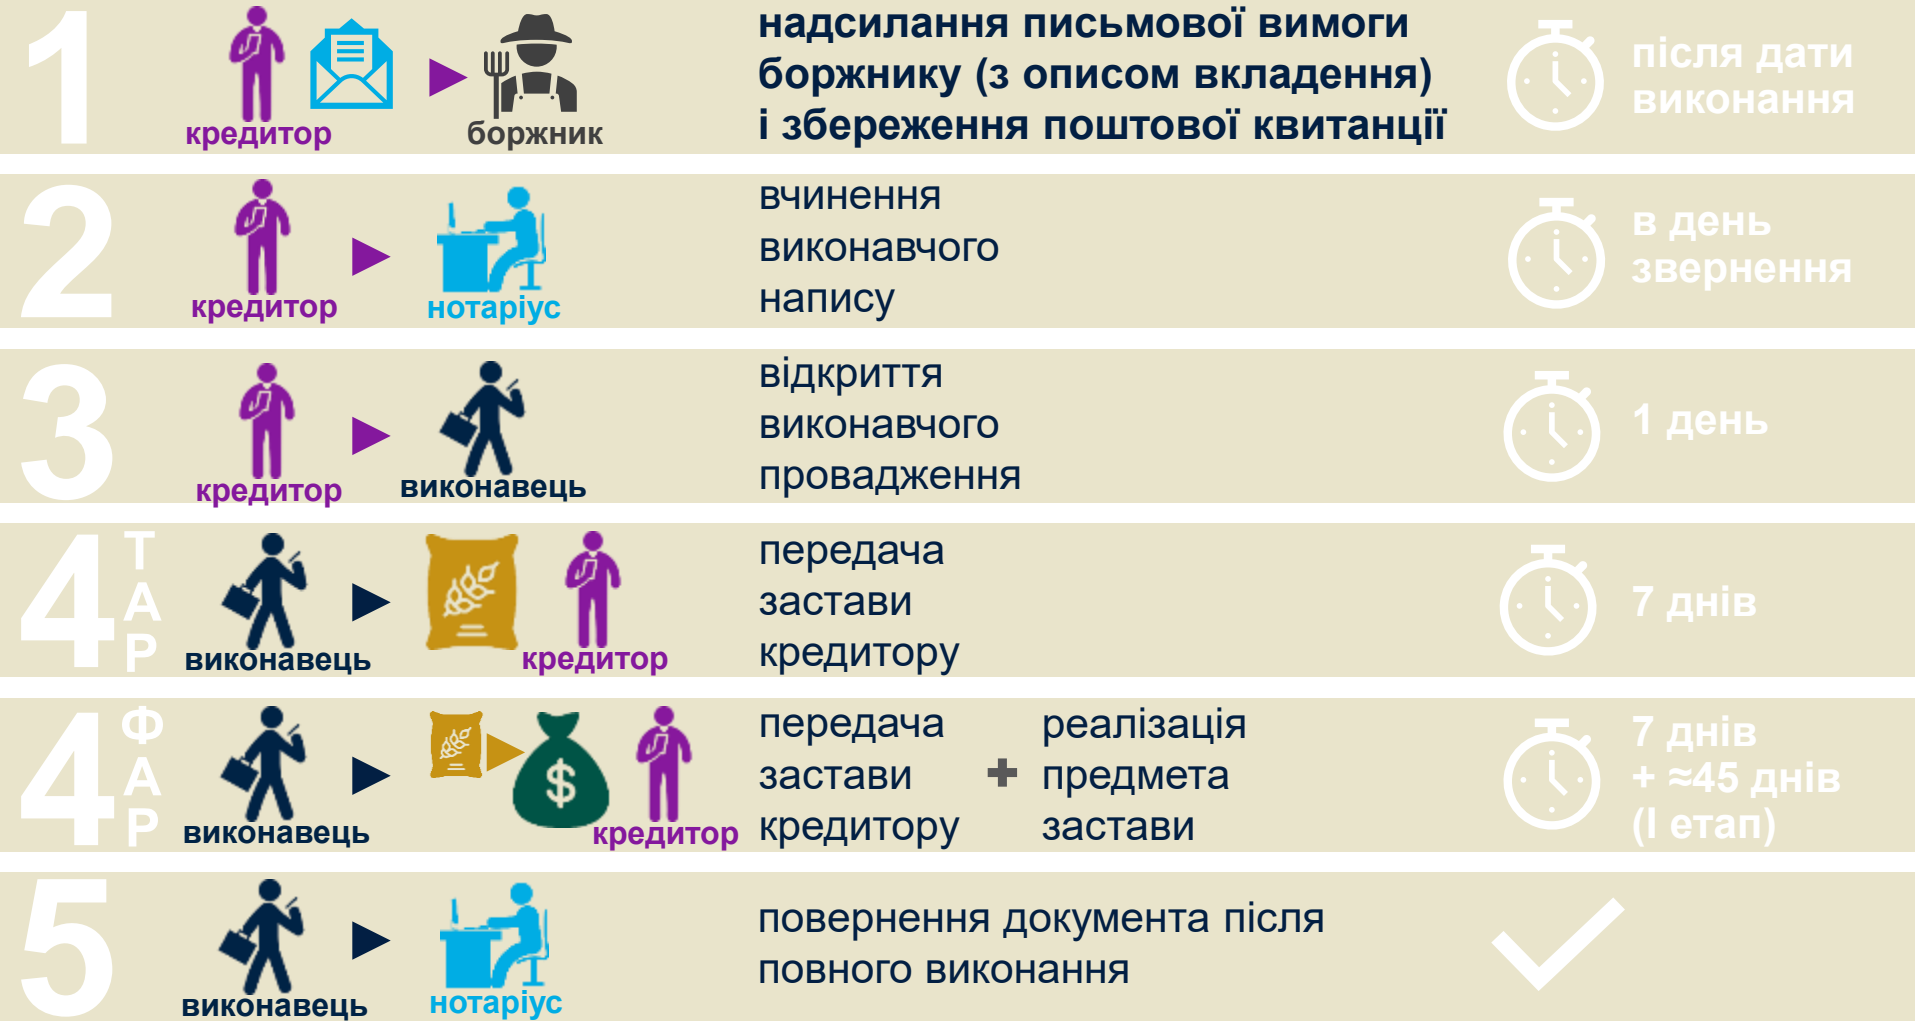 1
кредитор
боржник
надсилання письмової вимоги
боржнику (з описом вкладення)
і збереження поштової квитанції
після дати
виконання
2
кредитор
нотаріус
вчинення
виконавчого
напису
в день
звернення
3
кредитор
виконавець
відкриття
виконавчого
провадження
1 день
4
Т
А
Р
виконавець
кредитор
передача
застави
кредитору
7 днів
4
Ф
А
Р
виконавець
$
кредитор
передача
застави
кредитору
+
реалізація
предмета
застави
7 днів
+ ≈45 днів
(І етап)
5
виконавець
нотаріус
повернення документа після
повного виконання